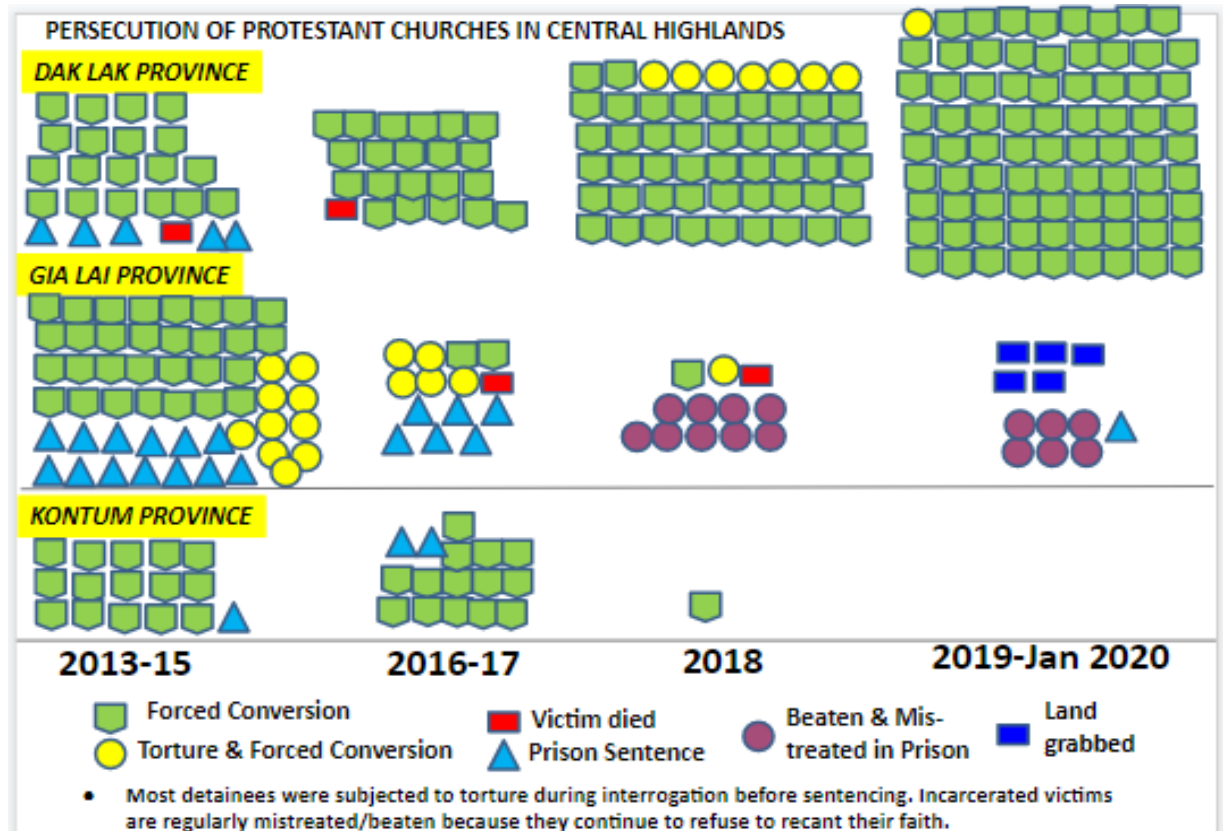 PERSECUTION OF PROTESTANT CHURCHES IN CENTRAL HIGHLANDS
DAK LAK PROVINCE
GIA LAI PROVINCE
KONTUM PROVINCE
2013-15
2016-17
2018
2019-Jan 2020
Forced Conversion
Torture & Forced Conversion
Victim died
Prison Sentence
Beaten & Mis-
treated in Prison
Land
grabbed
• Most detainees were subjected to torture during interrogation before sentencing. Incarcerated victims
are regularly mistreated/beaten because they continue to refuse to recant their faith.